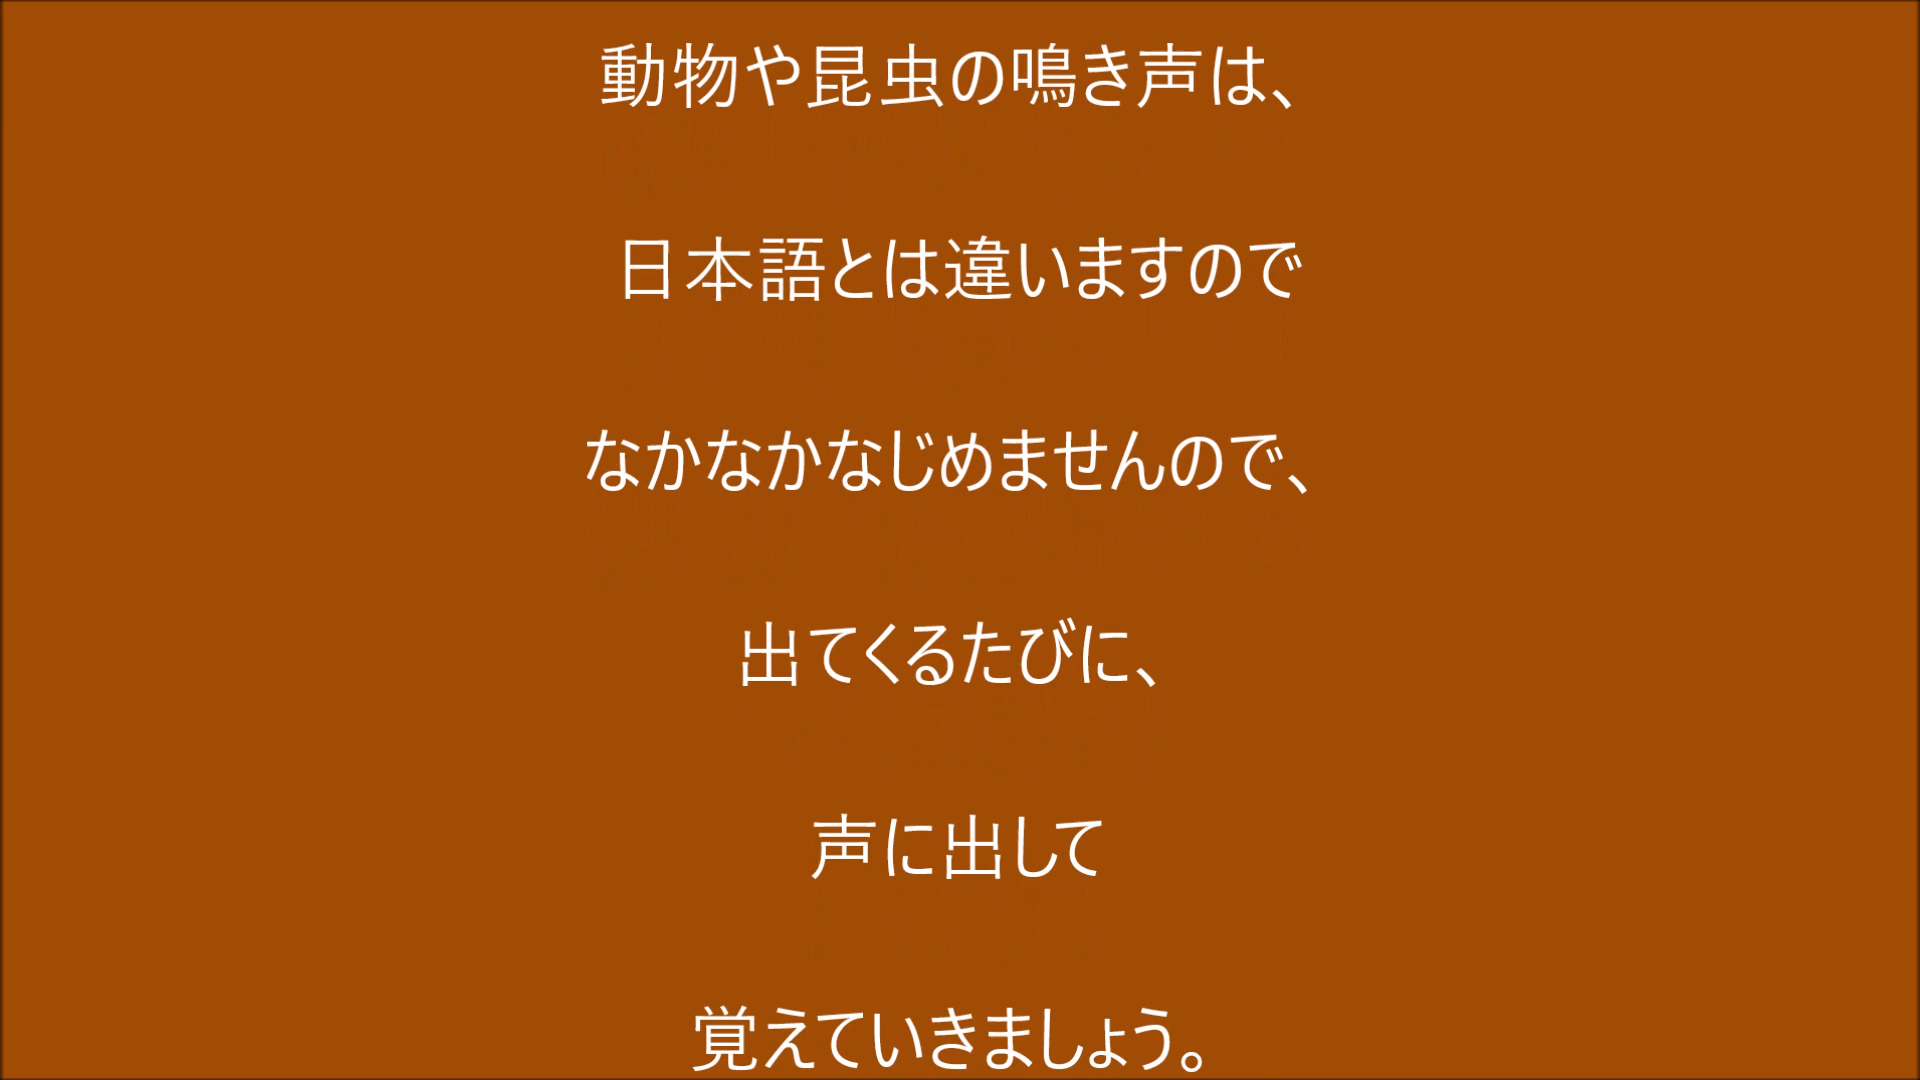 動物や昆虫の鳴き声は、
日本語とは違いますので
なかなかなじめませんので、
出てくるたびに、
声に出して
覚えていきましょう。